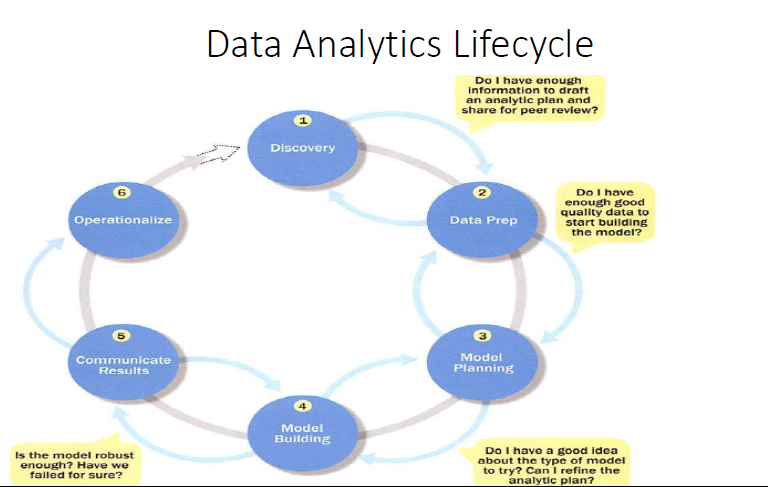 Data Analytics Lifecycle
Do I have enough
information to draft
an analytic plan and
share for peer review?
1
Discovery
2
Data Prep
Do I have
enough good
quality data to
start building
the model?
3
Model
Planning
Do I have a good idea
about the type of model
to try? Can I refine the
analytic plan?
4
Model
Building
Is the model robust
enough? Have we
failed for sure?
5
Communicate
Results
6
Operationalize